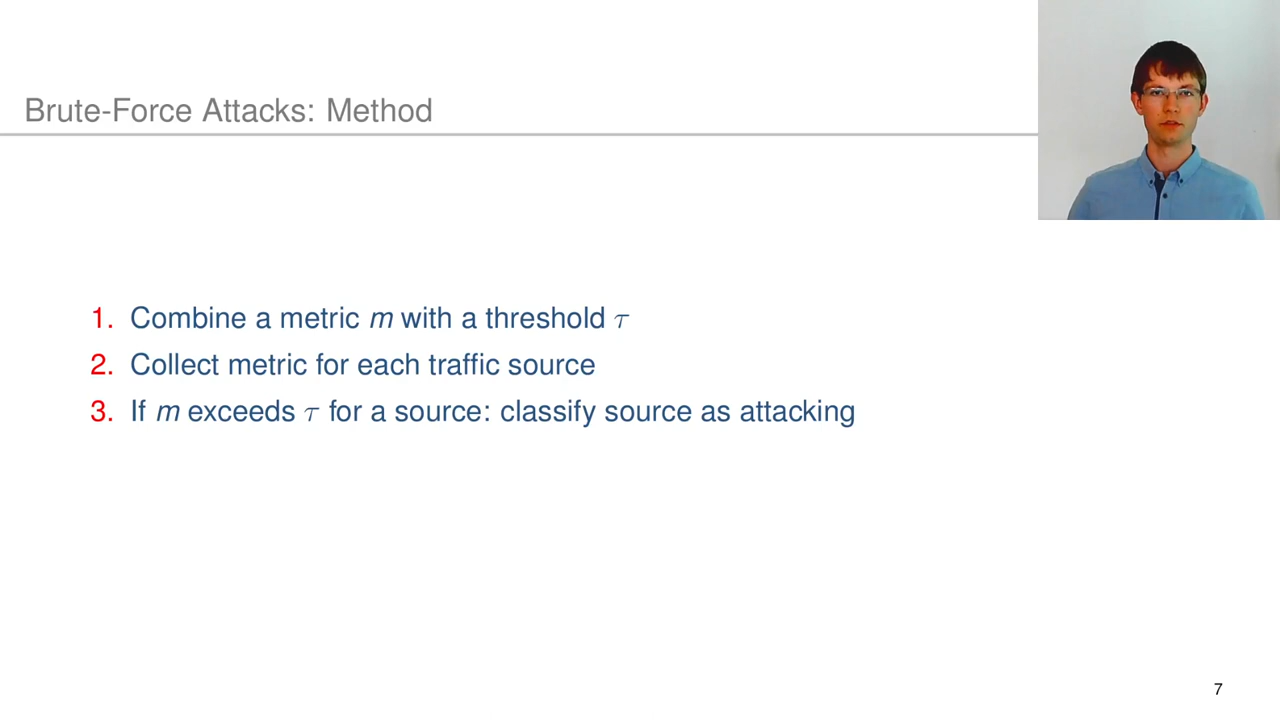 Brute-Force Attacks: Method
1. Combine a metric m with a threshold τ
2. Collect metric for each traffic source
3. If m exceeds τ for a source: classify source as attacking
7